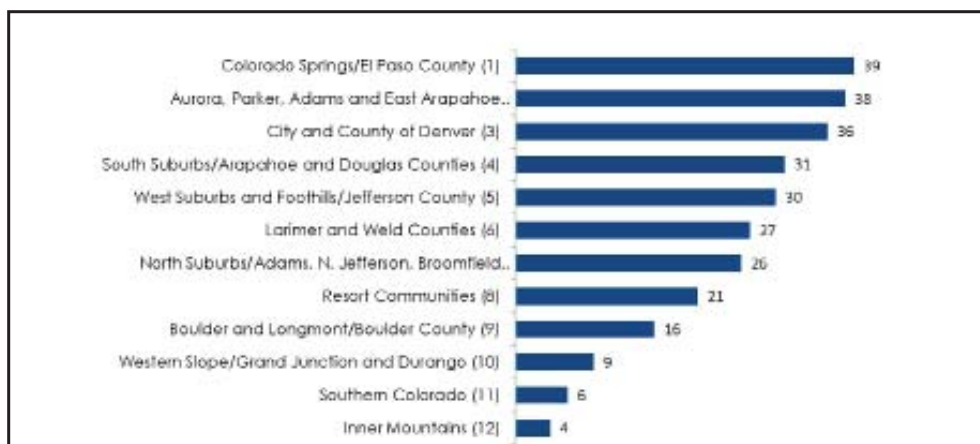 Colorado Springs/El Paso County (1) 39
Aurora, Parker, Adams and East Arapahoe.. 38
City and County of Denver (3) 36
South Suburbs/Arapahoe and Douglas Counties (4) 31
West Suburbs and Foothills/Jefferson County (5) 30
Larimer and Weld Counties (6) 27
North Suburbs/Adams, N. Jefferson, Broomfield.. 26
Resort Communities (8) 21
Boulder and Longmont/Boulder County (9) 16
Western Slope/Grand Junction and Durango (10) 9
Southern Colorado (11) 6
Inner Mountains (12) 4